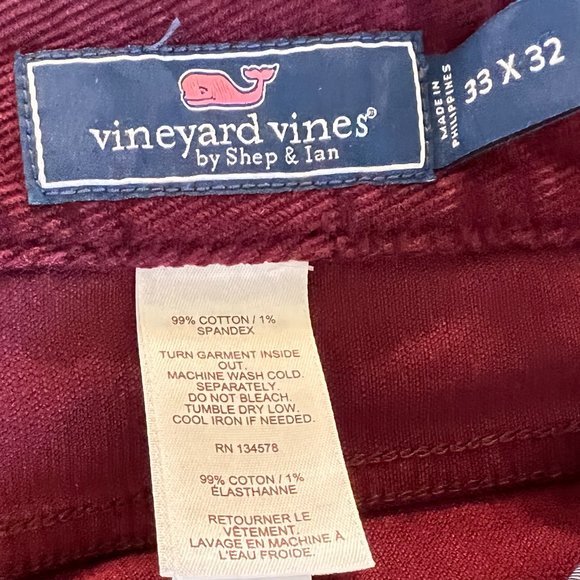 vineyard vines®
by Shep & Ian
MADE IN
PHILIPPINES
33 X 32
99% COTTON / 1%
SPANDEX
TURN GARMENT INSIDE
OUT.
MACHINE WASH COLD.
SEPARATELY.
DO NOT BLEACH.
TUMBLE DRY LOW.
COOL IRON IF NEEDED.
RN 134578
99% COTON / 1%
ÉLASTHANNE
RETOURNER LE
VÊTEMENT.
LAVAGE EN MACHINE À
L'EAU FROIDE.